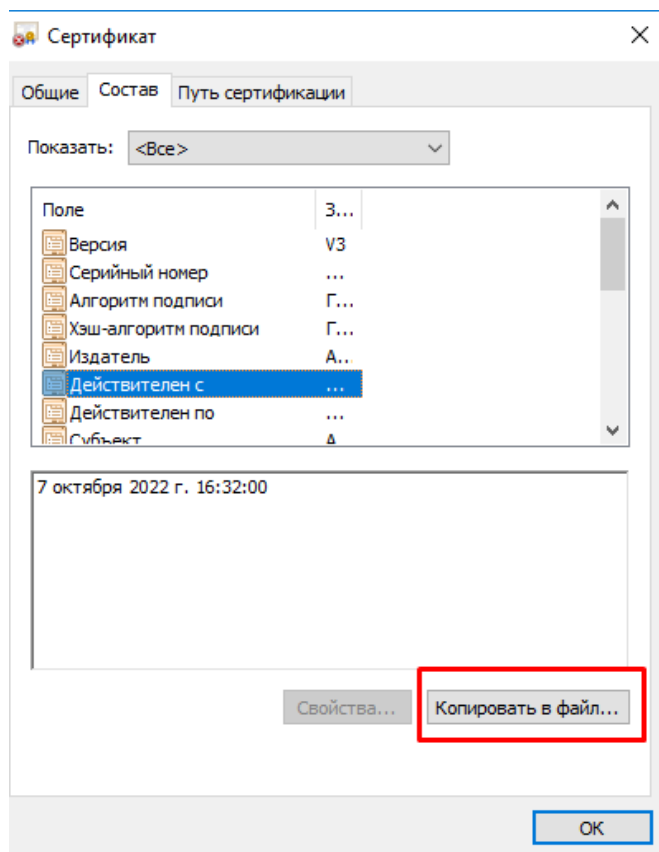 Сертификат
Общие Состав Путь сертификации
Показать: <Все>
Поле З...
Версия V3
Серийный номер ...
Алгоритм подписи Г...
Хэш-алгоритм подписи Г...
Издатель А...
Действителен с ...
Действителен по ...
Субъект А
7 октября 2022 г. 16:32:00
Свойства... Копировать в файл...
ОК